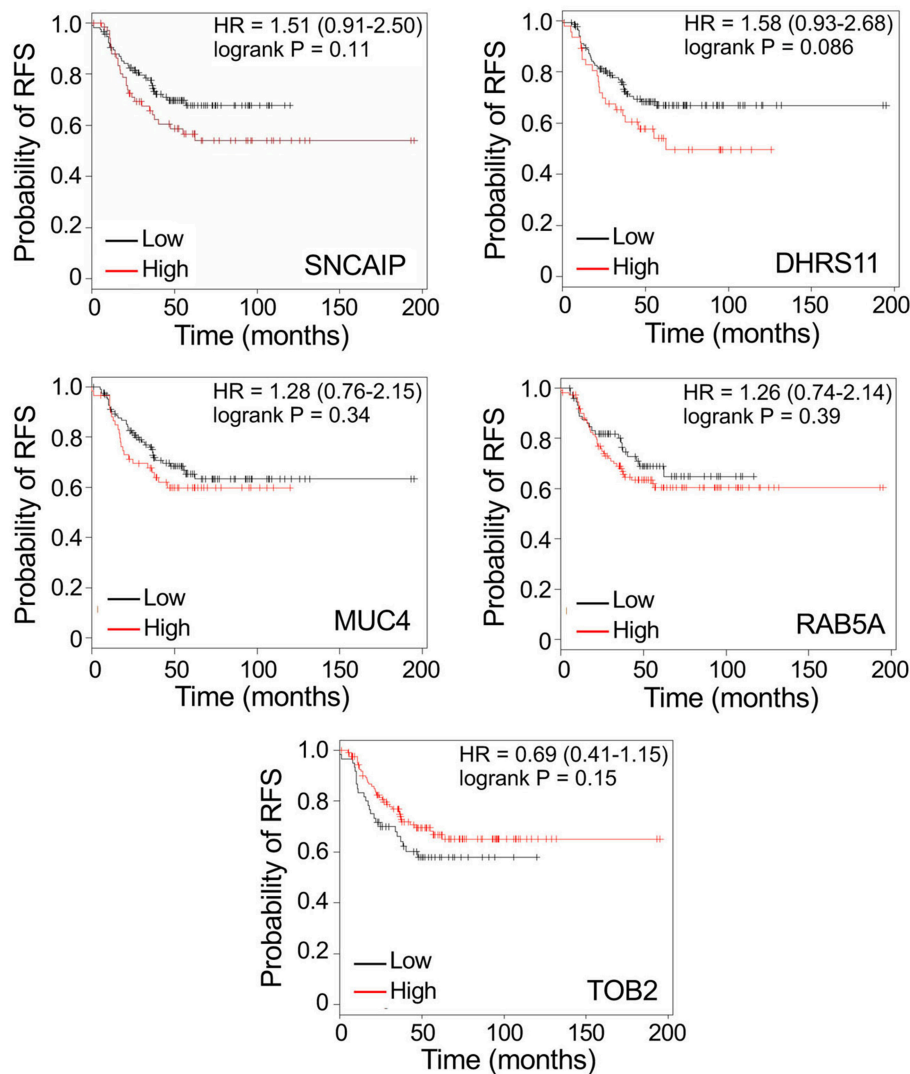 HR = 1.51 (0.91-2.50)
logrank P = 0.11
Probability of RFS
1.0
0.8
0.6
0.4
0.2
0
Low
High
SNCAIP
0 50 100 150 200
Time (months)
HR = 1.58 (0.93-2.68)
logrank P = 0.086
Probability of RFS
1.0
0.8
0.6
0.4
0.2
0
Low
High
DHRS11
0 50 100 150 200
Time (months)
HR = 1.28 (0.76-2.15)
logrank P = 0.34
Probability of RFS
1.0
0.8
0.6
0.4
0.2
0
Low
High
MUC4
0 50 100 150 200
Time (months)
HR = 1.26 (0.74-2.14)
logrank P = 0.39
Probability of RFS
1.0
0.8
0.6
0.4
0.2
0
Low
High
RAB5A
0 50 100 150 200
Time (months)
HR = 0.69 (0.41-1.15)
logrank P = 0.15
Probability of RFS
1.0
0.8
0.6
0.4
0.2
0
Low
High
TOB2
0 50 100 150 200
Time (months)